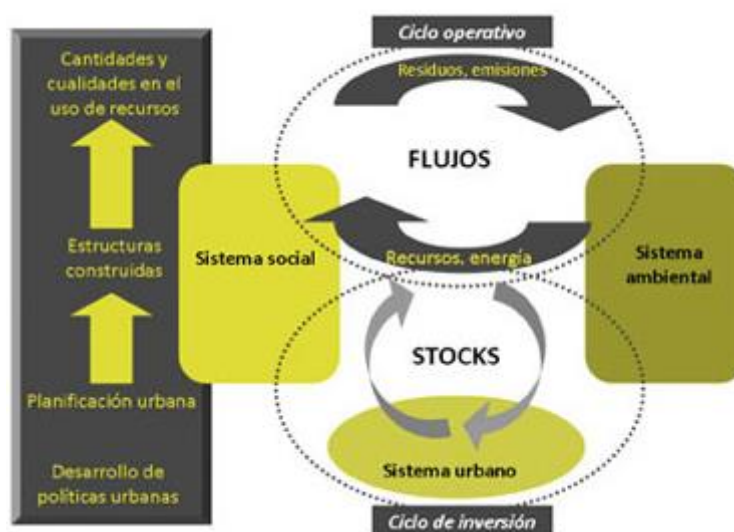 Cantidades y
cualidades en el
uso de recursos
Estructuras
construidas
Planificación urbana
Desarrollo de
políticas urbanas
Ciclo operativo
Residuos, emisiones
FLUJOS
Sistema social
Recursos, energía
Sistema
ambiental
STOCKS
Sistema urbano
Ciclo de inversión